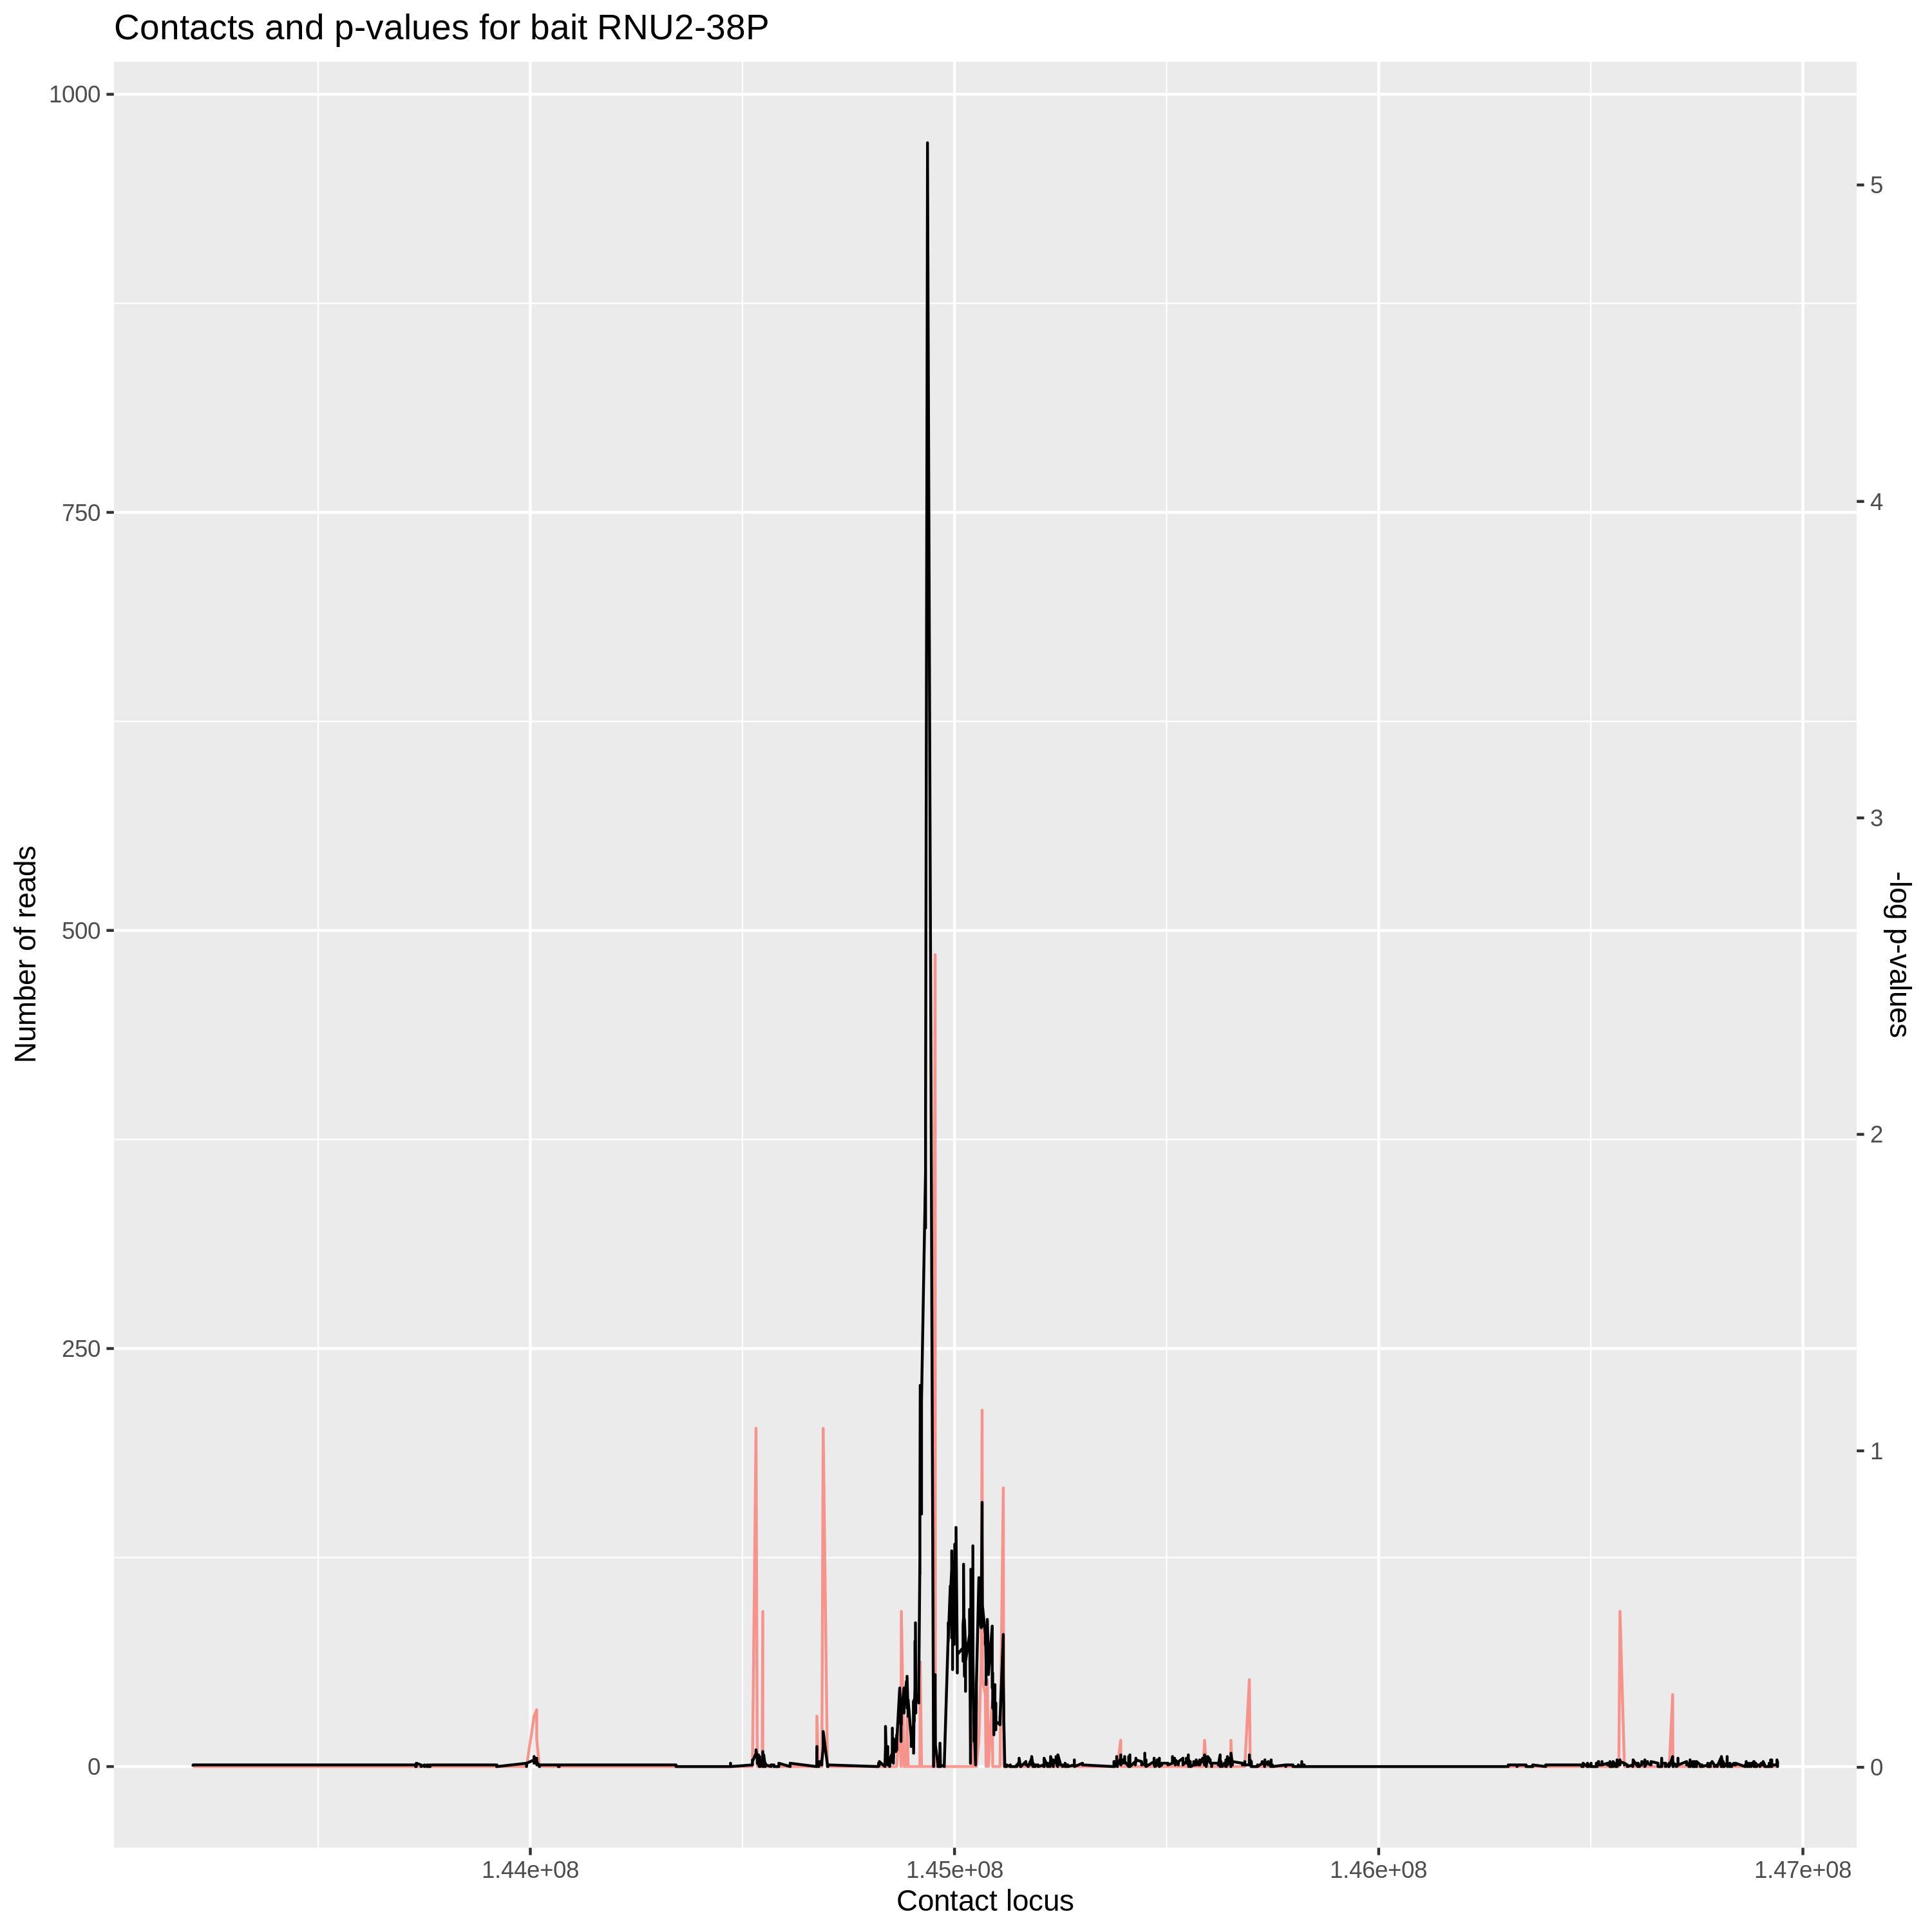 Contacts and p-values for bait RNU2-38P
1000
750
500
250
0
Number of reads
5
4
3
2
1
0
-log p-values
1.44e+08
1.45e+08
1.46e+08
1.47e+08
Contact locus